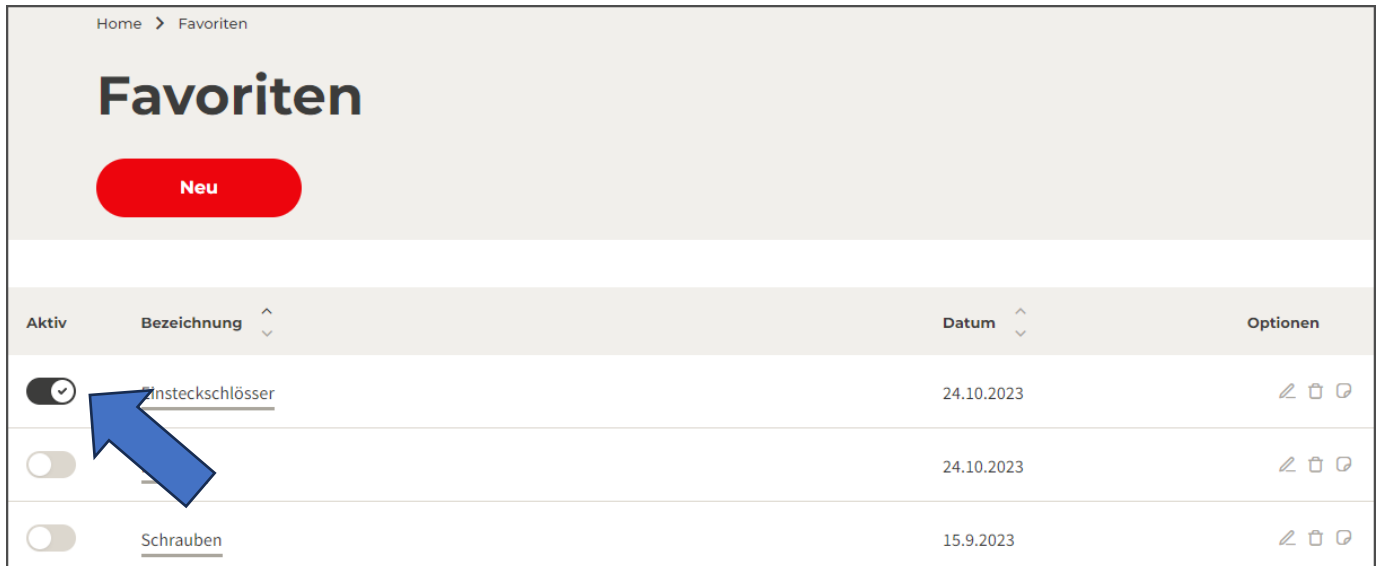 Home > Favoriten
Favoriten
Neu
Aktiv Bezeichnung Datum Optionen
Einsteckschlösser 24.10.2023
24.10.2023
Schrauben 15.9.2023